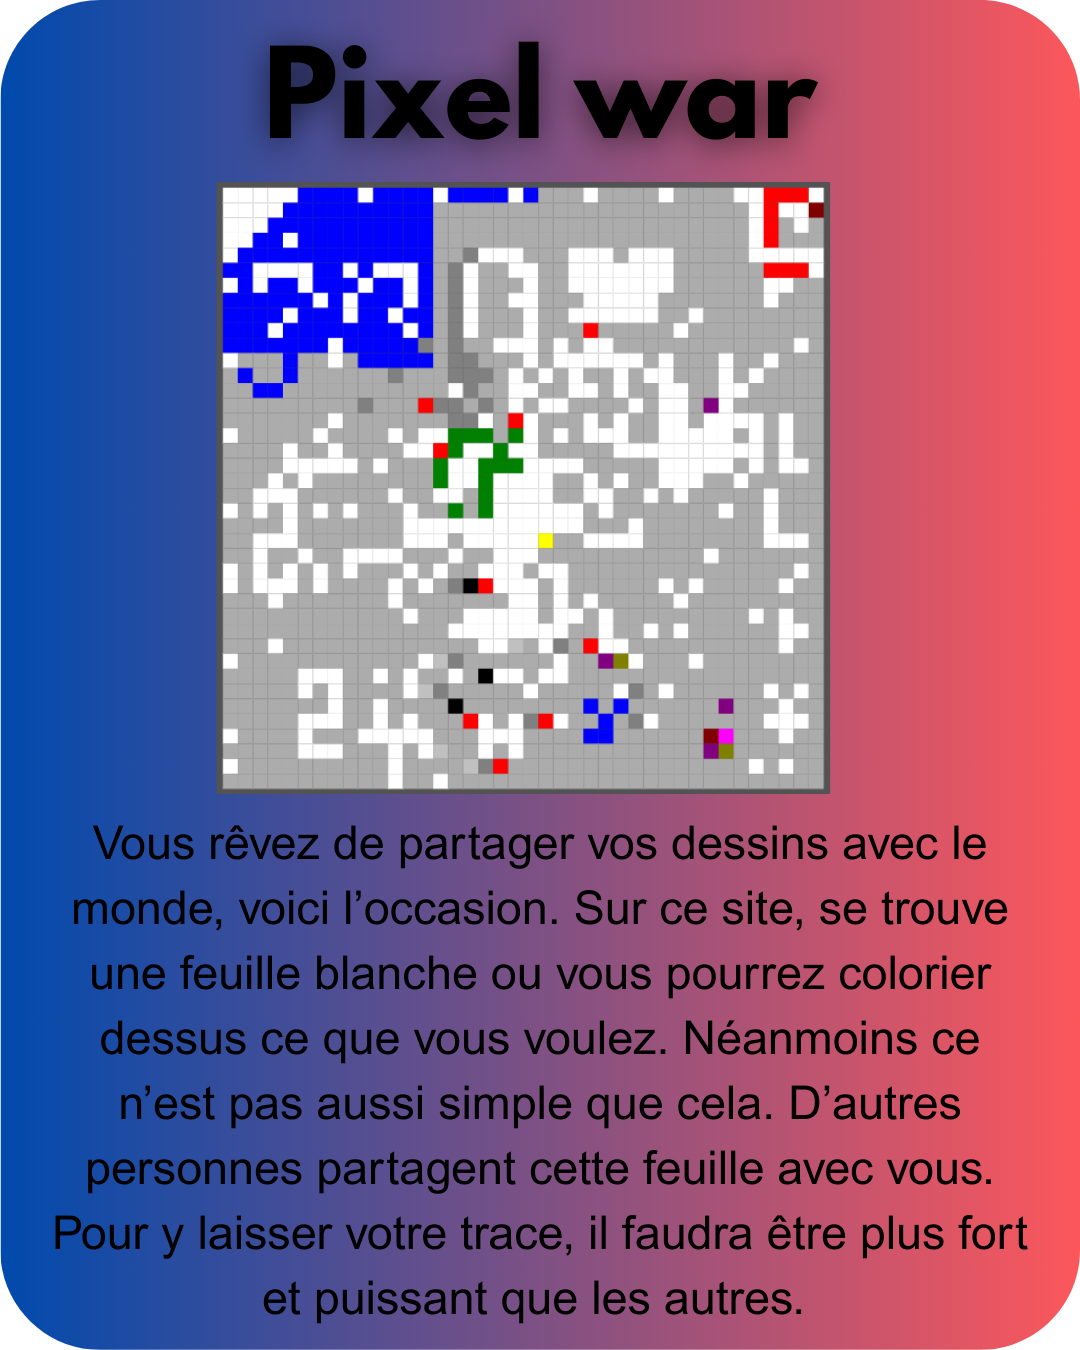 Pixel war
Vous rêvez de partager vos dessins avec le
monde, voici l’occasion. Sur ce site, se trouve
une feuille blanche ou vous pourrez colorier
dessus ce que vous voulez. Néanmoins ce
n’est pas aussi simple que cela. D’autres
personnes partagent cette feuille avec vous.
Pour y laisser votre trace, il faudra être plus fort
et puissant que les autres.